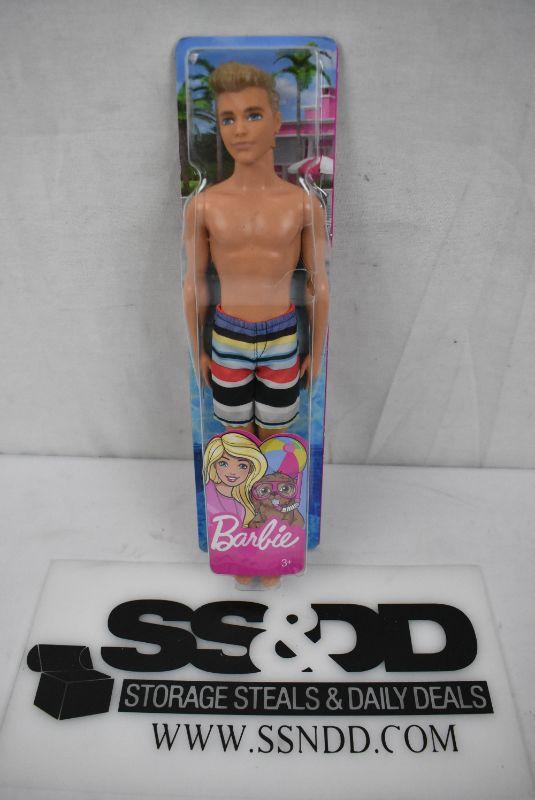 Barbie
3+
SS&DD
STORAGE STEALS & DAILY DEALS
WWW.SSNDD.COM